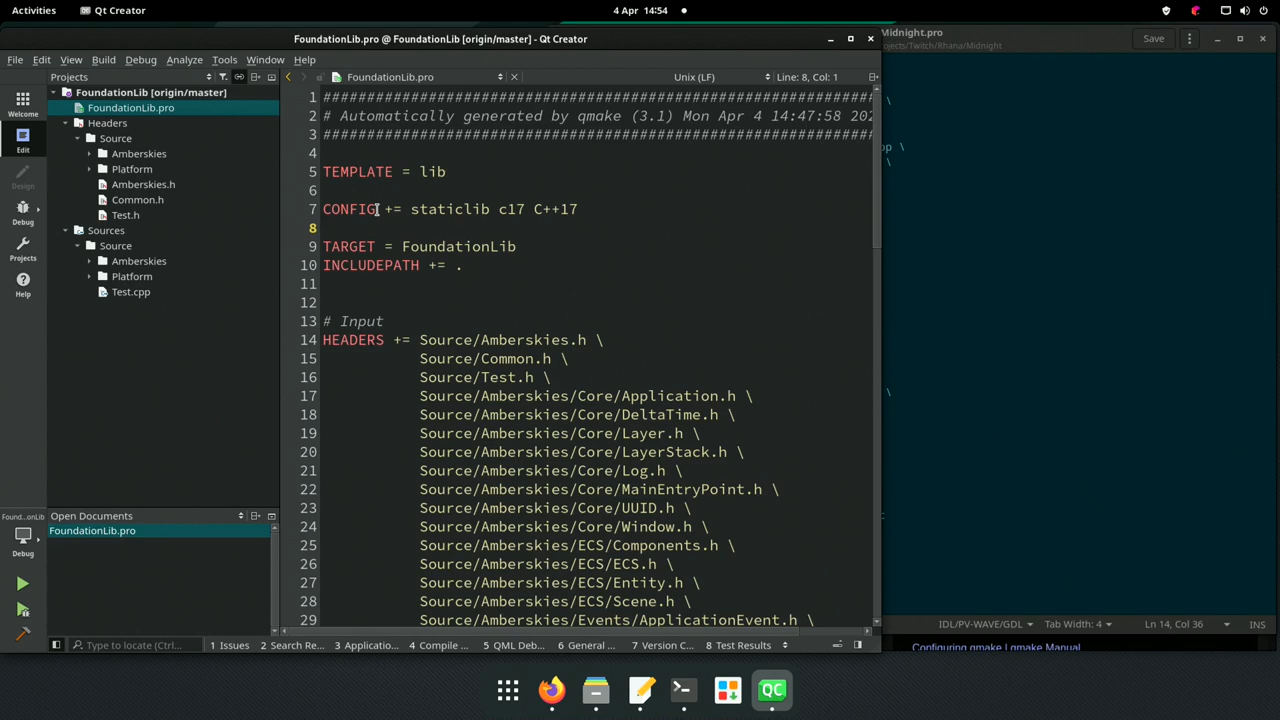 Activities
Qt Creator
4 Apr 14:54
FoundationLib.pro @ FoundationLib [origin/master] - Qt Creator
File Edit View Build Debug Analyze Tools Window Help
Projects
FoundationLib.pro
Unix (LF)
Line: 8, Col: 1
Welcome
Edit
Design
Debug
Projects
Help
Found...onLib
Debug
FoundationLib [origin/master]
FoundationLib.pro
Headers
Source
Amberskies
Platform
Amberskies.h
Common.h
Test.h
Sources
Source
Amberskies
Platform
Test.cpp
Open Documents
FoundationLib.pro
1 ##############################################################
2 # Automatically generated by qmake (3.1) Mon Apr 4 14:47:58 202
3 ##############################################################
4
5 TEMPLATE = lib
6
7 CONFIG += staticlib c17 C++17
8
9 TARGET = FoundationLib
10 INCLUDEPATH += .
11
12
13 # Input
14 HEADERS += Source/Amberskies.h \
15 Source/Common.h \
16 Source/Test.h \
17 Source/Amberskies/Core/Application.h \
18 Source/Amberskies/Core/DeltaTime.h \
19 Source/Amberskies/Core/Layer.h \
20 Source/Amberskies/Core/LayerStack.h \
21 Source/Amberskies/Core/Log.h \
22 Source/Amberskies/Core/MainEntryPoint.h \
23 Source/Amberskies/Core/UUID.h \
24 Source/Amberskies/Core/Window.h \
25 Source/Amberskies/ECS/Components.h \
26 Source/Amberskies/ECS/ECS.h \
27 Source/Amberskies/ECS/Entity.h \
28 Source/Amberskies/ECS/Scene.h \
29 Source/Amberskies/Events/ApplicationEvent.h \
Type to locate (...
1 Issues
2 Search Re...
3 Applicatio...
4 Compile ...
5 QML Deb...
6 General ...
7 Version C...
8 Test Results
Midnight.pro
ojects/Twitch/Rhana/Midnight
Save
\
pp \
\
\
IDL/PV-WAVE/GDL
Tab Width: 4
Ln 14, Col 36
INS
Configuring qmake | qmake Manual
QC